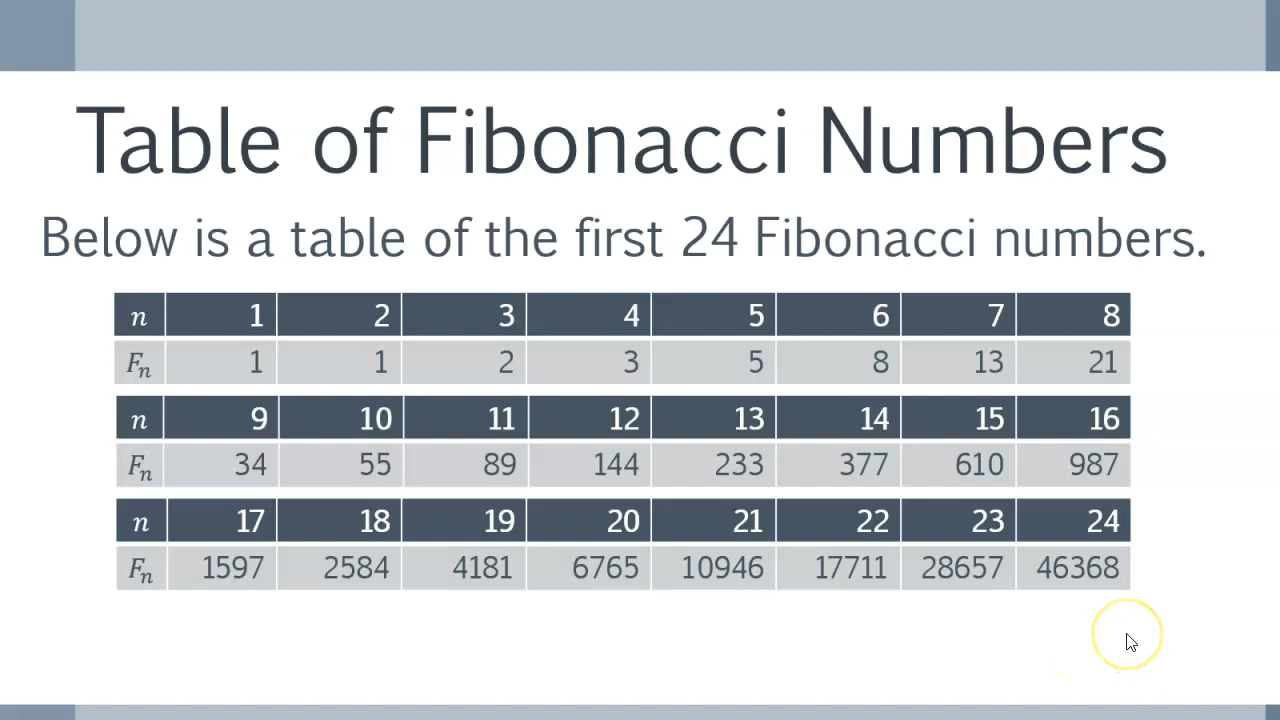 Table of Fibonacci Numbers
Below is a table of the first 24 Fibonacci numbers.
n 1 2 3 4 5 6 7 8
Fn 1 1 2 3 5 8 13 21
n 9 10 11 12 13 14 15 16
Fn 34 55 89 144 233 377 610 987
n 17 18 19 20 21 22 23 24
Fn 1597 2584 4181 6765 10946 17711 28657 46368